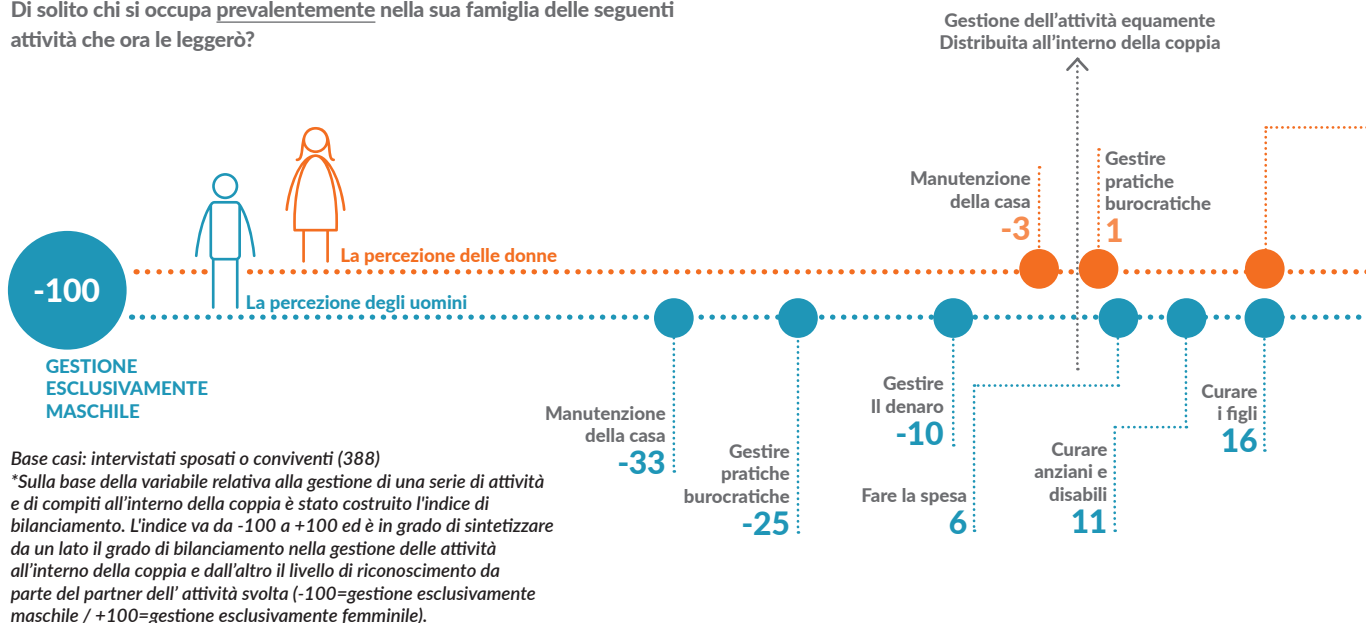 Di solito chi si occupa prevalentemente nella sua famiglia delle seguenti
attività che ora le leggerò?
Gestione dell'attività equamente
Distribuita all'interno della coppia
Manutenzione
della casa
-3
Gestire
pratiche
burocratiche
1
La percezione delle donne
-100
La percezione degli uomini
GESTIONE
ESCLUSIVAMENTE
MASCHILE
Manutenzione
della casa
-33
Gestire
pratiche
burocratiche
-25
Gestire
Il denaro
-10
Fare la spesa
6
Curare
anziani e
disabili
11
Curare
i figli
16
Base casi: intervistati sposati o conviventi (388)
*Sulla base della variabile relativa alla gestione di una serie di attività
e di compiti all'interno della coppia è stato costruito l'indice di
bilanciamento. L'indice va da -100 a +100 ed è in grado di sintetizzare
da un lato il grado di bilanciamento nella gestione delle attività
all'interno della coppia e dall'altro il livello di riconoscimento da
parte del partner dell' attività svolta (-100=gestione esclusivamente
maschile / +100=gestione esclusivamente femminile).